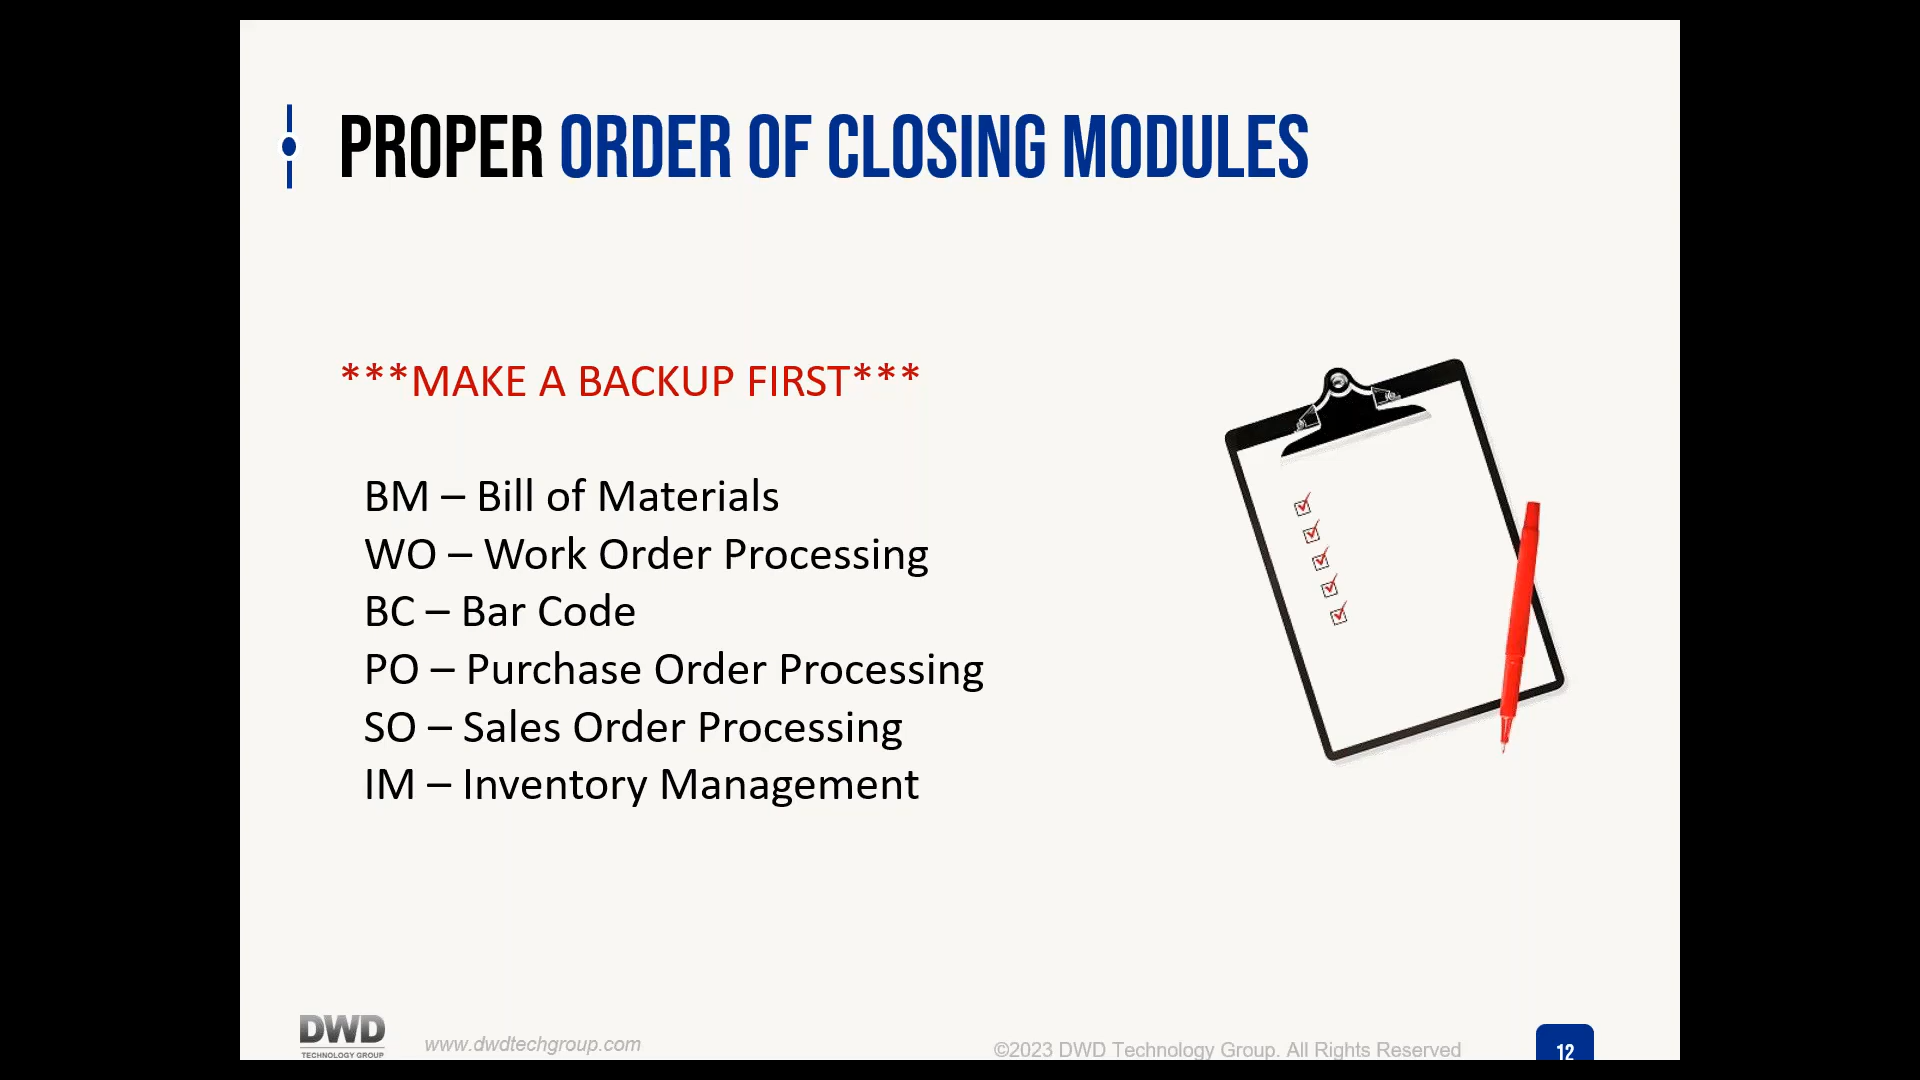 PROPER ORDER OF CLOSING MODULES
***MAKE A BACKUP FIRST***
BM – Bill of Materials
WO – Work Order Processing
BC – Bar Code
PO – Purchase Order Processing
SO – Sales Order Processing
IM – Inventory Management
DWD
TECHNOLOGY GROUP
www.dwdtechgroup.com
©2023 DWD Technology Group. All Rights Reserved
12